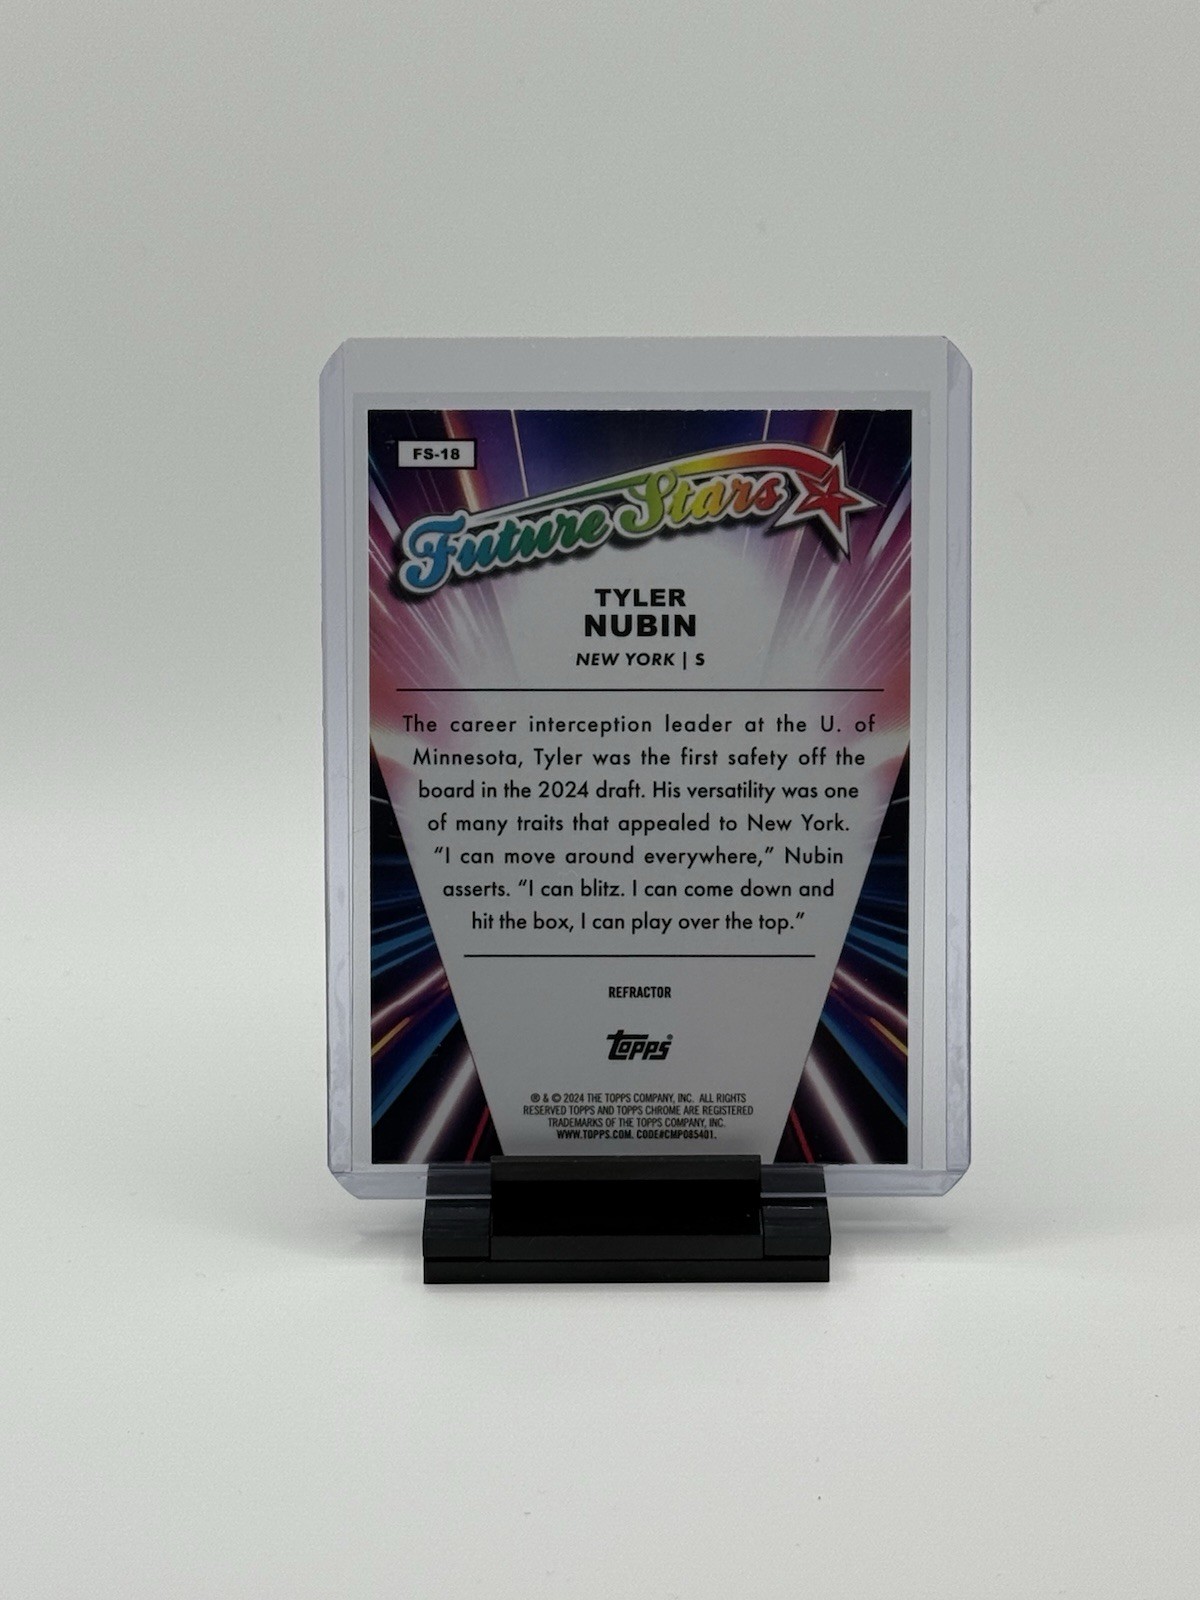 FS-18
Future Stars
TYLER
NUBIN
NEW YORK | S
The career interception leader at the U. of
Minnesota, Tyler was the first safety off the
board in the 2024 draft. His versatility was one
of many traits that appealed to New York.
“I can move around everywhere,” Nubin
asserts. “I can blitz. I can come down and
hit the box, I can play over the top.”
REFRACTOR
topps®
® & © 2024 THE TOPPS COMPANY, INC. ALL RIGHTS
RESERVED TOPPS AND TOPPS CHROME ARE REGISTERED
TRADEMARKS OF THE TOPPS COMPANY, INC.
WWW.TOPPS.COM. CODE#CMP085401.